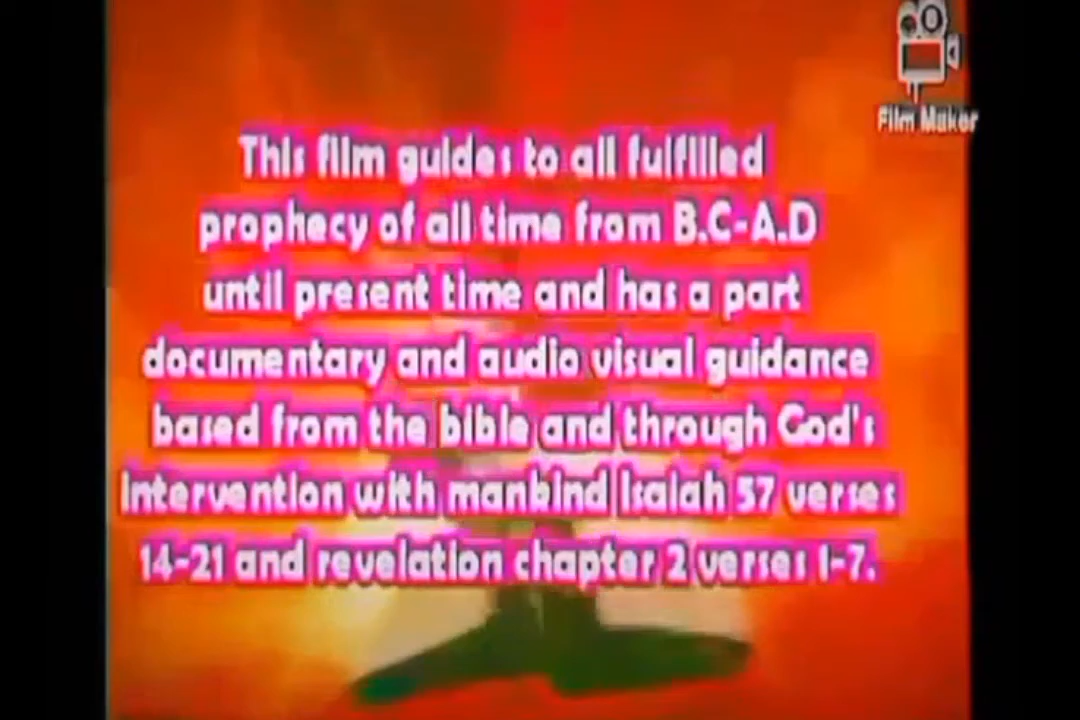 Film Maker
This film guides to all fulfilled
prophecy of all time from B.C-A.D
until present time and has a part
documentary and audio visual guidance
based from the bible and through God's
intervention with mankind Isaiah 57 verses
14-21 and revelation chapter 2 verses 1-7.